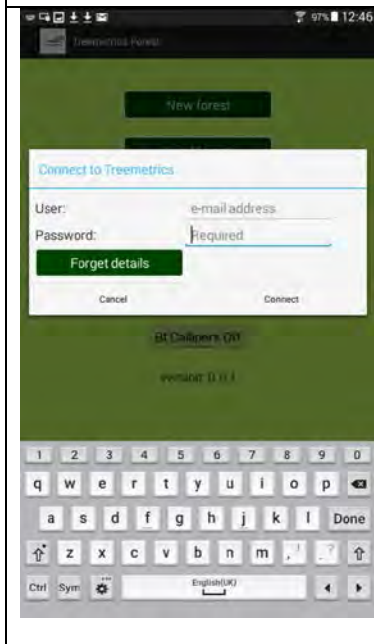 97% 12:46
Treemetrics Forest
New forest
Connect to Treemetrics
User: e-mail address
Password: Required
Forget details
Cancel Connect
Bt Callipers Off
Version: 0.0.1
1 2 3 4 5 6 7 8 9 0
q w e r t y u i o p
a s d f g h j k l Done
z x c v b n m , ! . ?
Ctrl Sym English(UK)